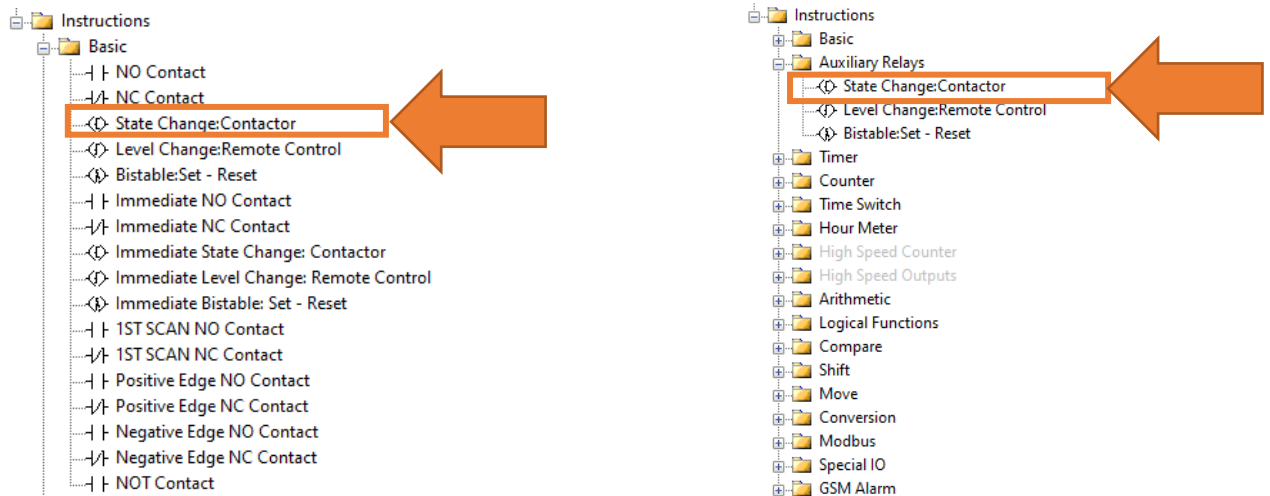 Instructions
Basic
NO Contact
NC Contact
State Change:Contactor
Level Change:Remote Control
Bistable:Set - Reset
Immediate NO Contact
Immediate NC Contact
Immediate State Change: Contactor
Immediate Level Change: Remote Control
Immediate Bistable: Set - Reset
1ST SCAN NO Contact
1ST SCAN NC Contact
Positive Edge NO Contact
Positive Edge NC Contact
Negative Edge NO Contact
Negative Edge NC Contact
NOT Contact
Instructions
Basic
Auxiliary Relays
State Change:Contactor
Level Change:Remote Control
Bistable:Set - Reset
Timer
Counter
Time Switch
Hour Meter
High Speed Counter
High Speed Outputs
Arithmetic
Logical Functions
Compare
Shift
Move
Conversion
Modbus
Special IO
GSM Alarm